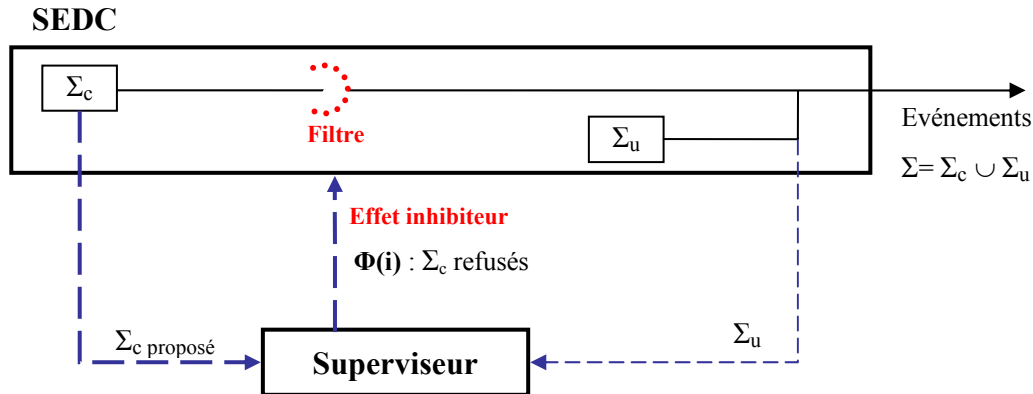 SEDC
Σc
Filtre
Σu
Evénements
Σ= Σc ∪ Σu
Effet inhibiteur
Φ(i) : Σc refusés
Σc proposé
Σu
Superviseur